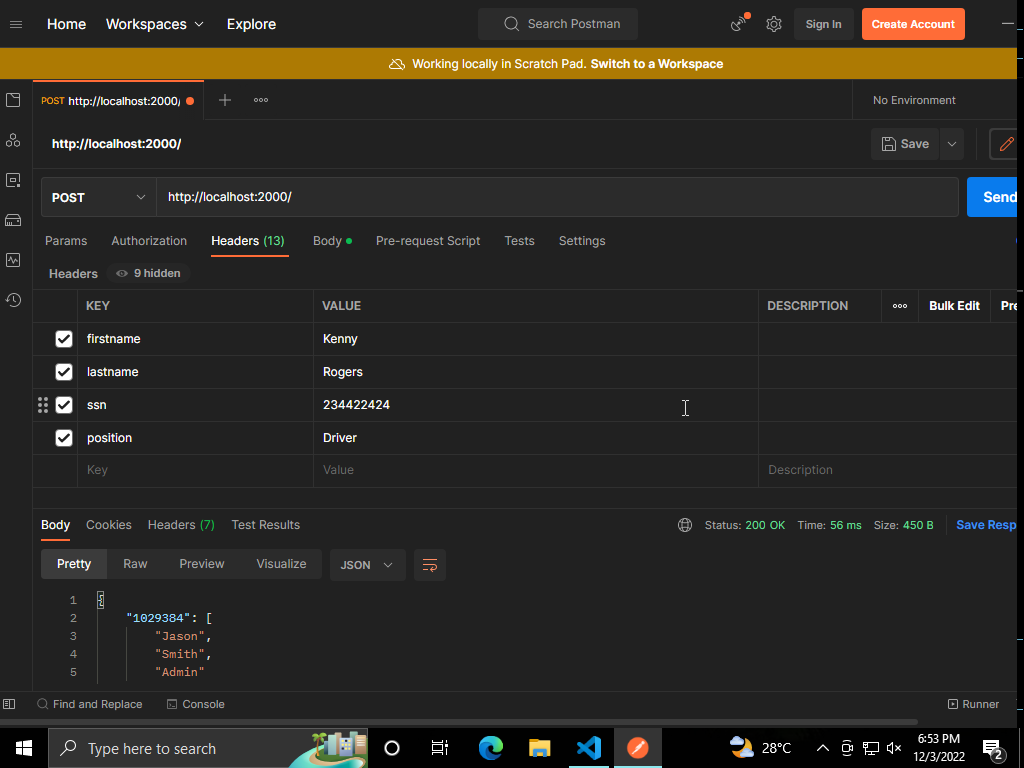 Home Workspaces Explore Search Postman Sign In Create Account
Working locally in Scratch Pad. Switch to a Workspace
POST http://localhost:2000/ No Environment
http://localhost:2000/ Save
POST http://localhost:2000/ Send
Params Authorization Headers (13) Body Pre-request Script Tests Settings
Headers 9 hidden
KEY VALUE DESCRIPTION Bulk Edit Pre
firstname Kenny
lastname Rogers
ssn 234422424
position Driver
Key Value Description
Body Cookies Headers (7) Test Results Status: 200 OK Time: 56 ms Size: 450 B Save Resp
Pretty Raw Preview Visualize JSON
1 {
2 "1029384": [
3 "Jason",
4 "Smith",
5 "Admin"
Find and Replace Console Runner
Type here to search 28°C 6:53 PM
12/3/2022 2